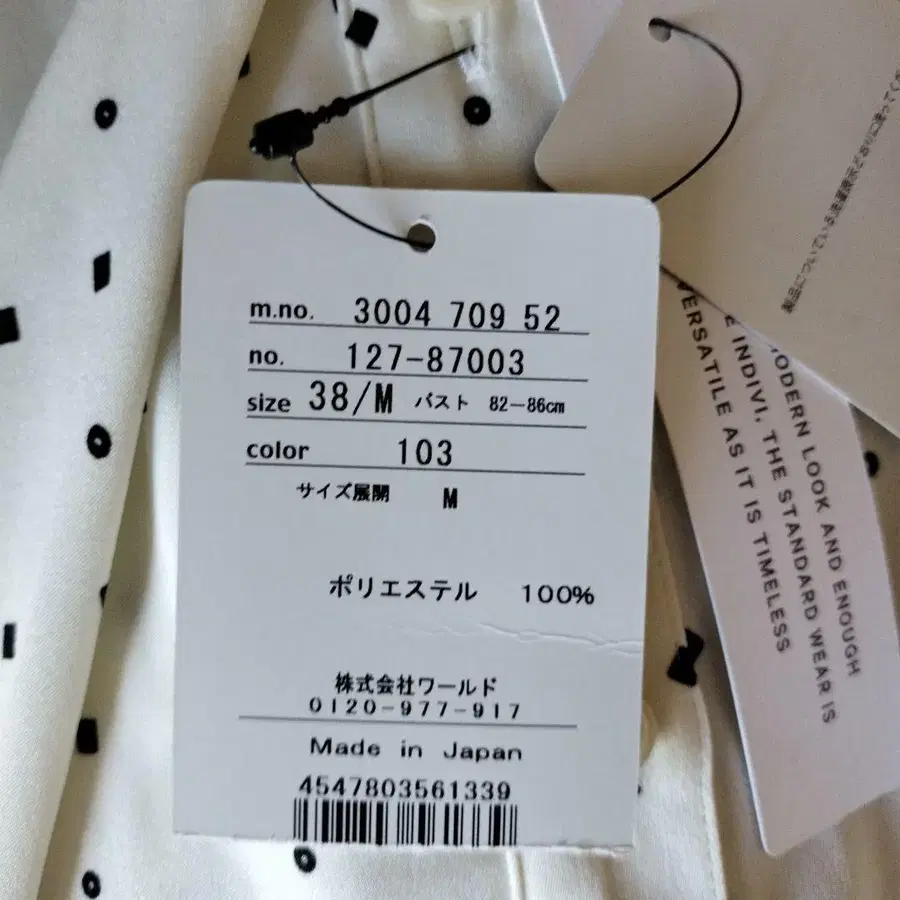 m.no. 3004 709 52
no. 127-87003
size 38/M バスト 82-86cm
color 103
サイズ展開 M
ポリエステル 100%
株式会社ワールド
0120-977-917
Made in Japan
4547803561339
MODERN LOOK AND ENOUGH
INDIVI, THE STANDARD WEAR IS
VERSATILE AS IT IS TIMELESS